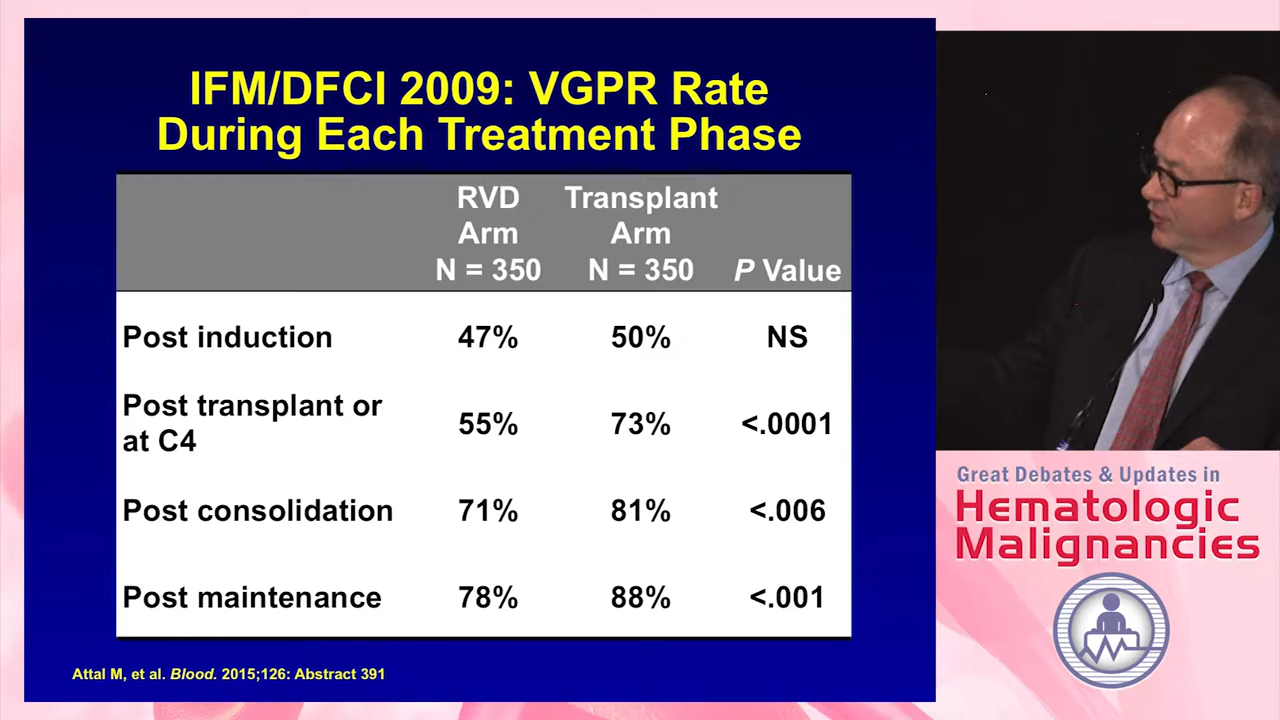 IFM/DFCI 2009: VGPR Rate
During Each Treatment Phase
RVD Arm N = 350 Transplant Arm N = 350 P Value
Post induction 47% 50% NS
Post transplant or at C4 55% 73% <.0001
Post consolidation 71% 81% <.006
Post maintenance 78% 88% <.001
Attal M, et al. Blood. 2015;126: Abstract 391
Great Debates & Updates in
Hematologic
Malignancies